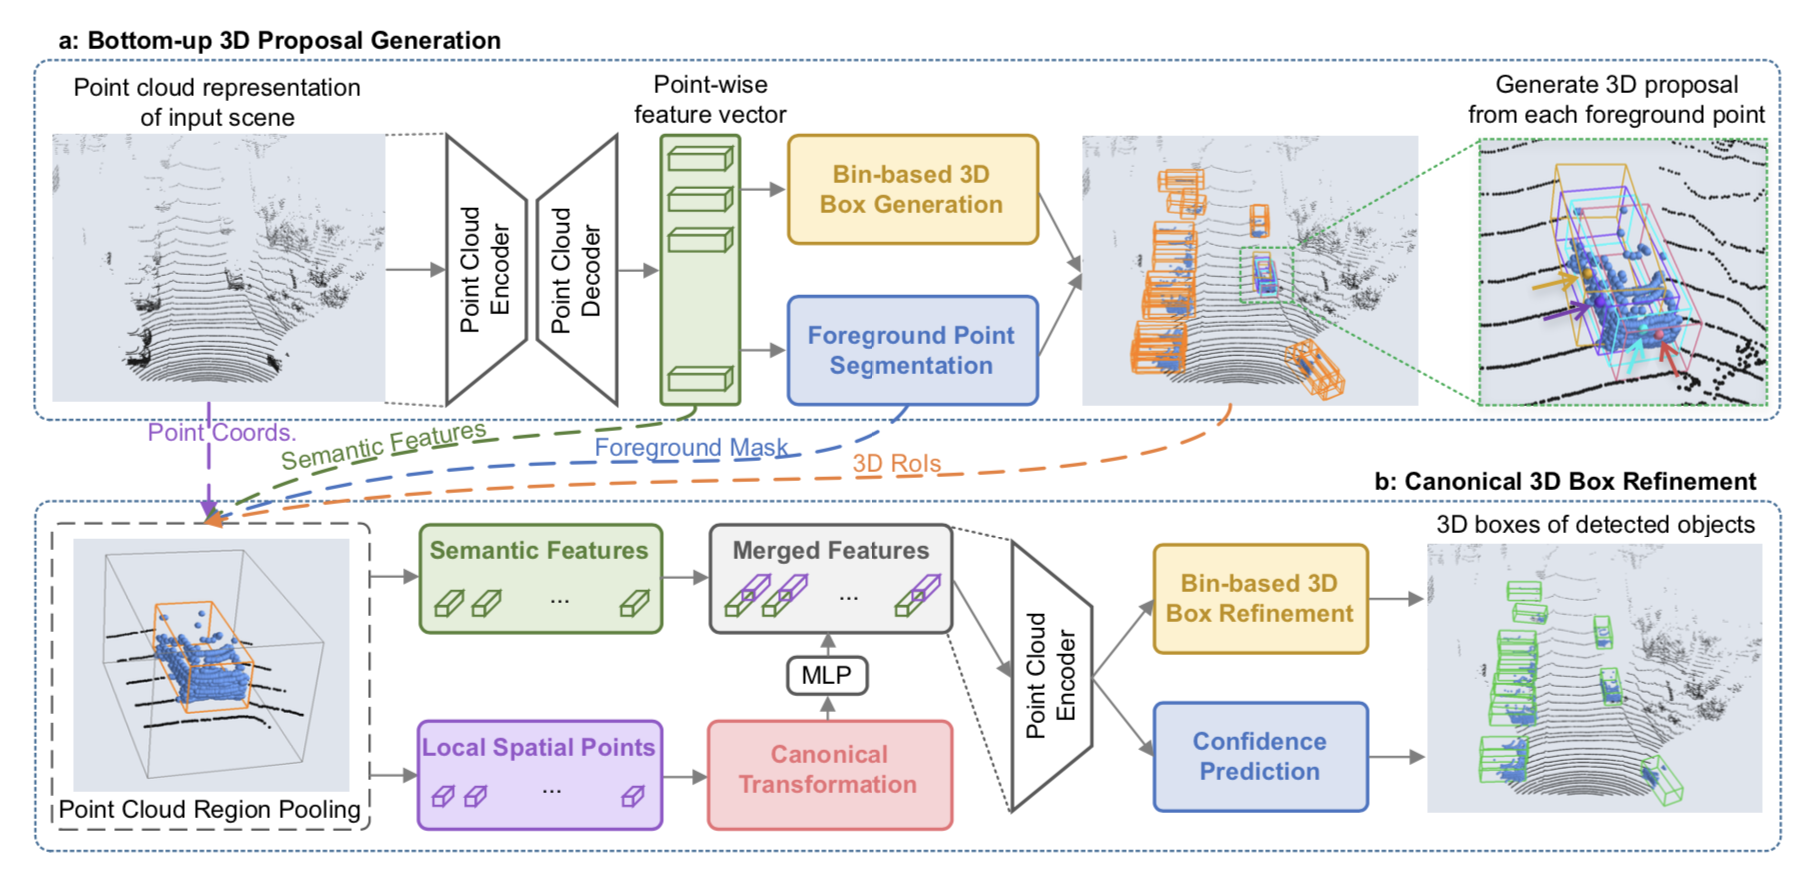 a: Bottom-up 3D Proposal Generation
Point cloud representation
of input scene
Point Cloud
Encoder
Point Cloud
Decoder
Point-wise
feature vector
Bin-based 3D
Box Generation
Foreground Point
Segmentation
Generate 3D proposal
from each foreground point
Point Coords.
Semantic Features
Foreground Mask
3D RoIs
b: Canonical 3D Box Refinement
Point Cloud Region Pooling
Semantic Features
...
Local Spatial Points
...
Merged Features
...
MLP
Canonical
Transformation
Point Cloud
Encoder
Bin-based 3D
Box Refinement
Confidence
Prediction
3D boxes of detected objects